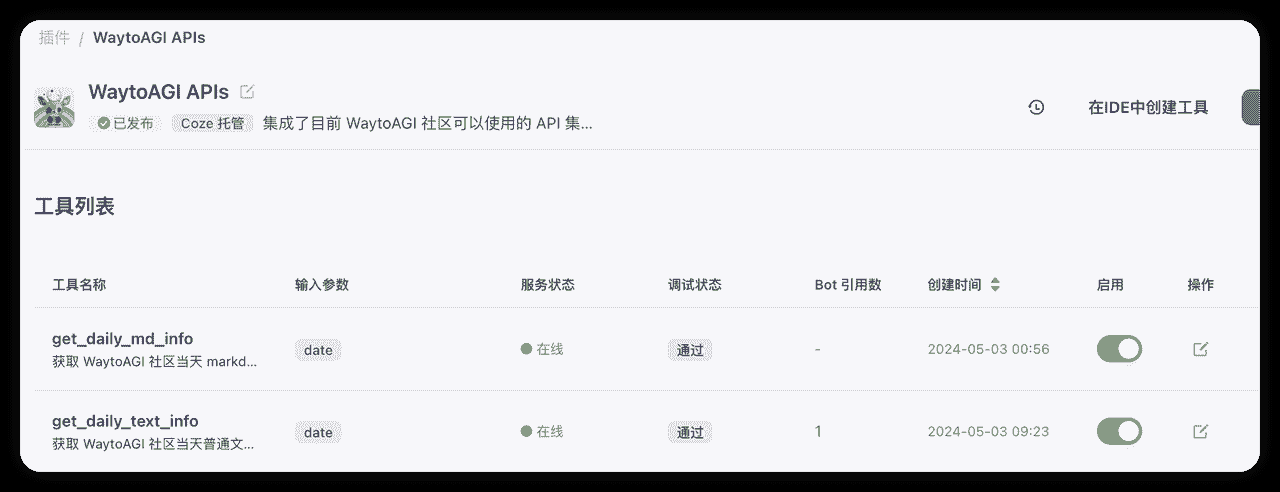 插件 / WaytoAGI APIs
WaytoAGI APIs
已发布 Coze 托管 集成了目前 WaytoAGI 社区可以使用的 API 集...
在IDE中创建工具
工具列表
工具名称 输入参数 服务状态 调试状态 Bot 引用数 创建时间 启用 操作
get_daily_md_info
获取 WaytoAGI 社区当天 markd...
date 在线 通过 - 2024-05-03 00:56
get_daily_text_info
获取 WaytoAGI 社区当天普通文...
date 在线 通过 1 2024-05-03 09:23